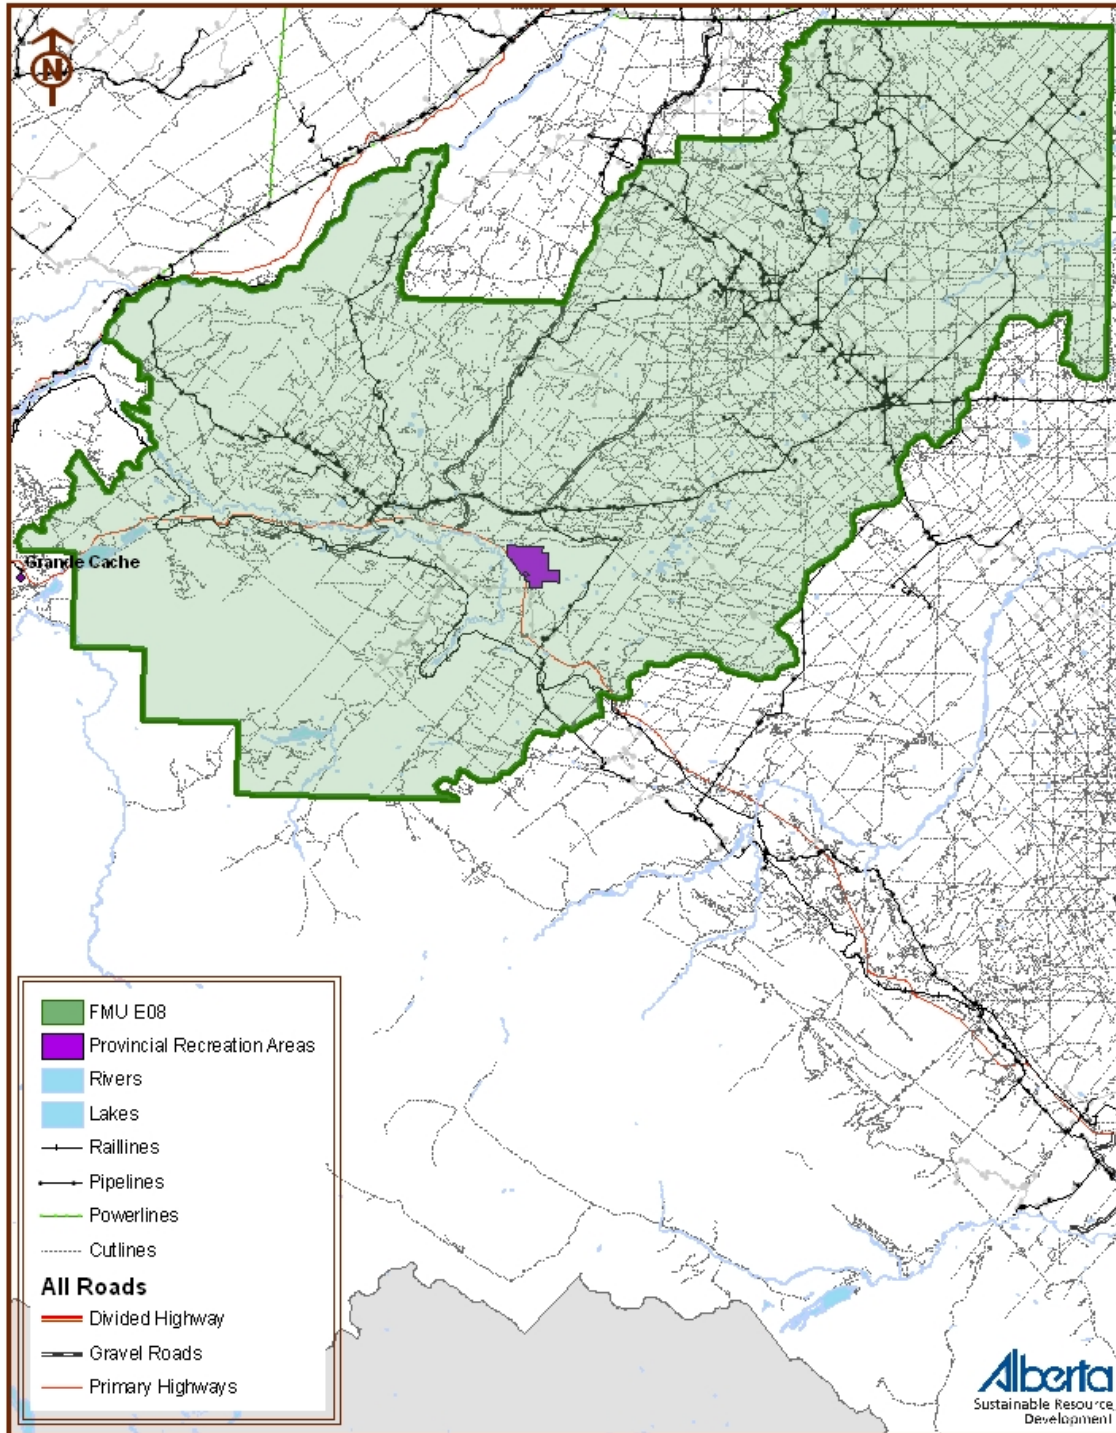 N
Grande Cache
FMU E08
Provincial Recreation Areas
Rivers
Lakes
Raillines
Pipelines
Powerlines
Cutlines
All Roads
Divided Highway
Gravel Roads
Primary Highways
Alberta
Sustainable Resource
Development